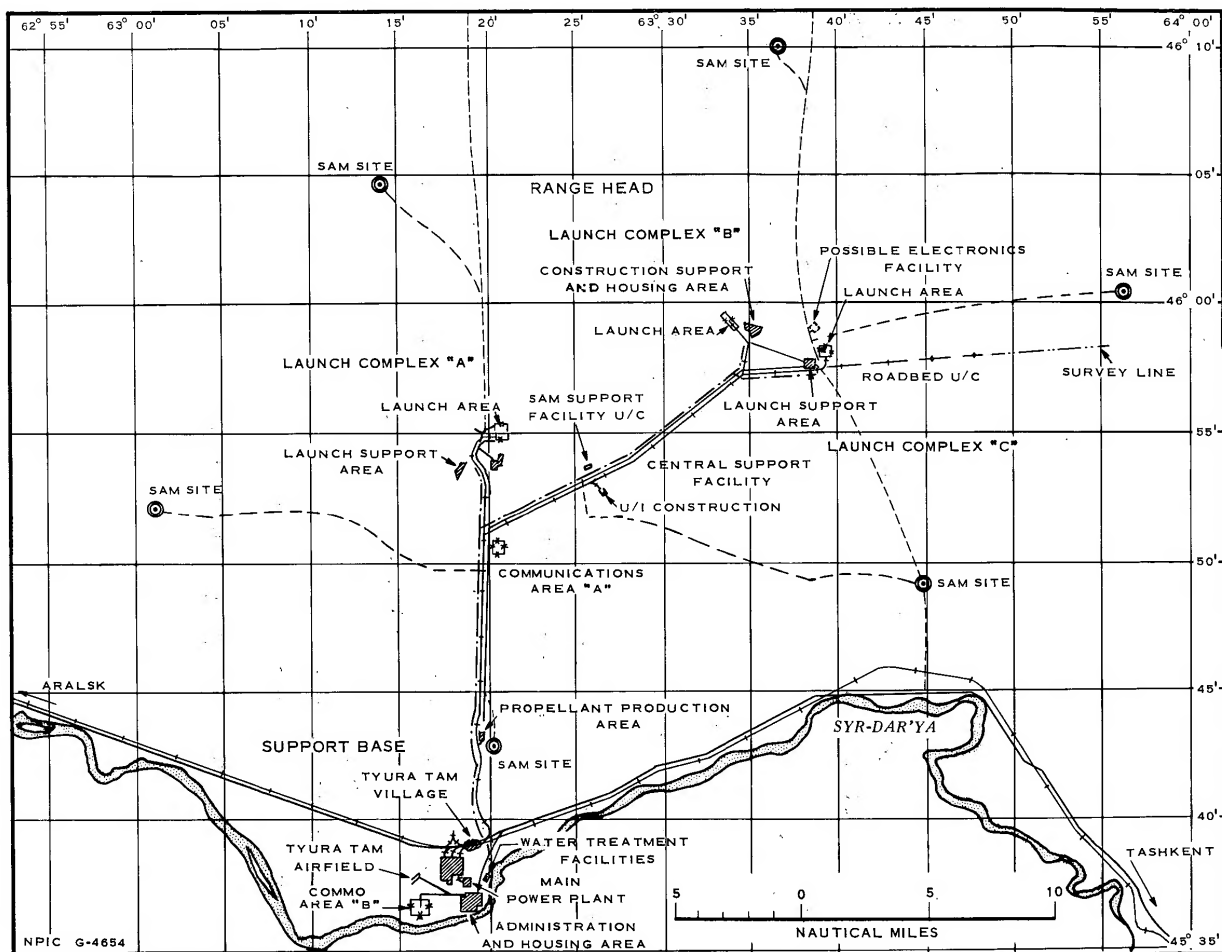 62° 55' 63° 00' 05' 10' 15' 20' 25' 63° 30' 35' 40' 45' 50' 55' 64° 00'
46° 10'
SAM SITE
05'
SAM SITE
RANGE HEAD
LAUNCH COMPLEX "B"
POSSIBLE ELECTRONICS
FACILITY
CONSTRUCTION SUPPORT
AND HOUSING AREA
SAM SITE
LAUNCH AREA
46° 00'
LAUNCH AREA
LAUNCH COMPLEX "A"
ROADBED U/C
SURVEY LINE
SAM SUPPORT
FACILITY U/C
LAUNCH AREA
LAUNCH SUPPORT
AREA
55'
LAUNCH SUPPORT
AREA
LAUNCH COMPLEX "C"
CENTRAL SUPPORT
FACILITY
SAM SITE
U/I CONSTRUCTION
50'
COMMUNICATIONS
AREA "A"
SAM SITE
45'
ARALSK
PROPELLANT PRODUCTION
AREA
SYR-DAR'YA
SUPPORT BASE
SAM SITE
TYURA TAM
VILLAGE
40'
WATER TREATMENT
FACILITIES
TYURA TAM
AIRFIELD
TASHKENT
MAIN
POWER PLANT
COMMO
AREA "B"
5 0 5 10
NAUTICAL MILES
ADMINISTRATION
AND HOUSING AREA
NPIC G-4654
45° 35'